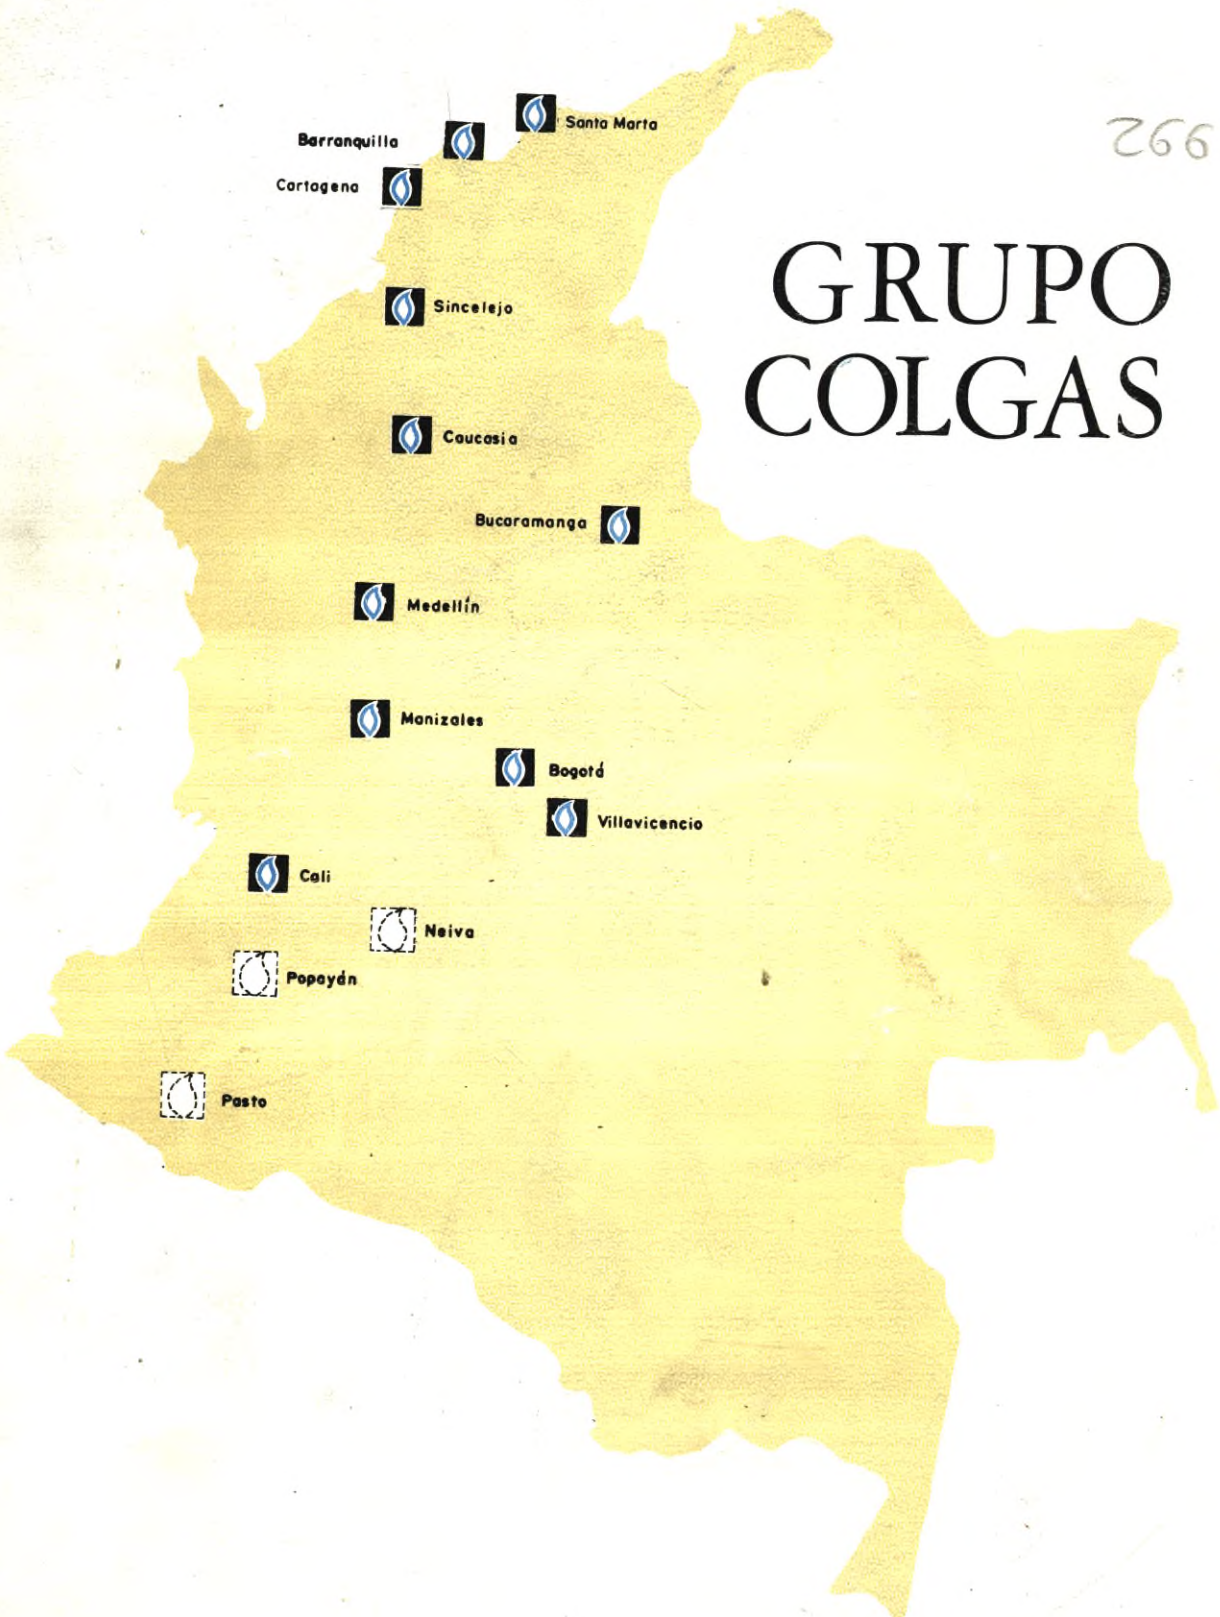 Santa Marta
Barranquilla
266
Cartagena
GRUPO
COLGAS
Sincelejo
Caucasia
Bucaramanga
Medellín
Manizales
Bogotá
Villavicencio
Cali
Neiva
Popayán
Pasto